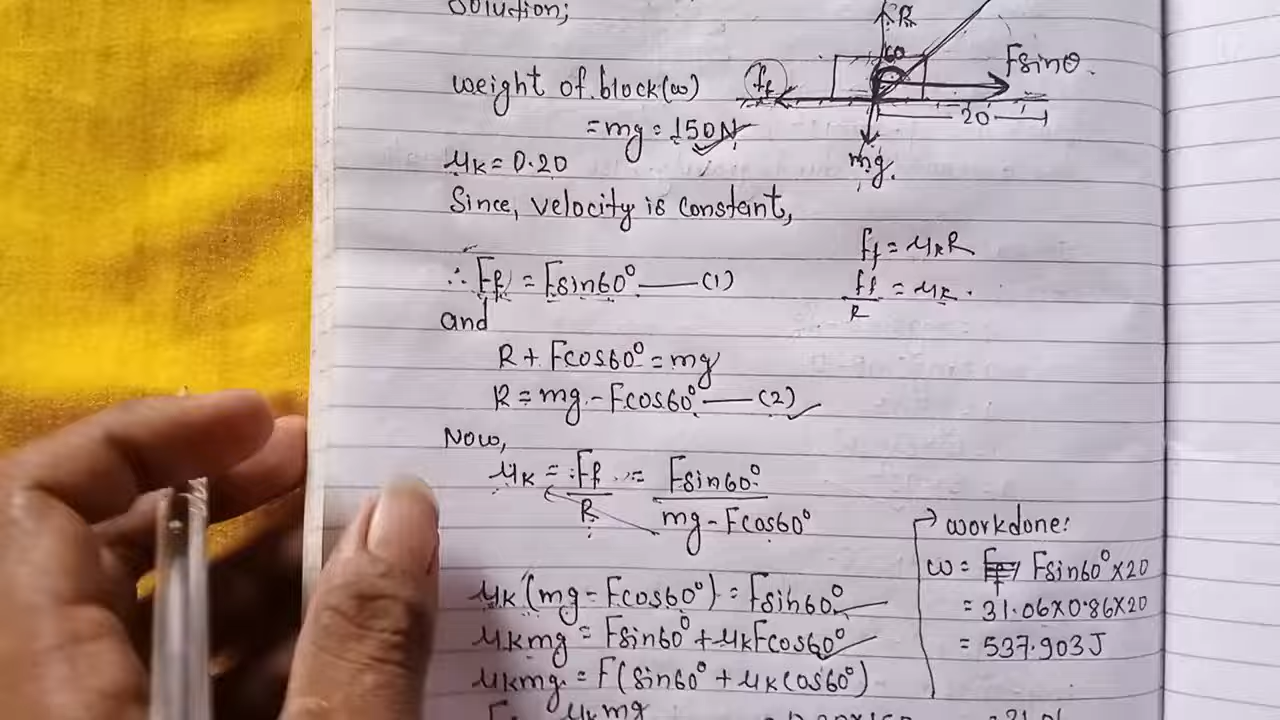 Solution;
R
60
Fsinθ.
weight of block(w)
ff
20
= mg = 150N
mg.
μK = 0.20
Since, velocity is constant,
ff = μkR
∴ Ff = Fsin60° — (1)
ff/R = μk.
and
R + Fcos60° = mg
R = mg - Fcos60° — (2)
Now,
μK = Ff/R = Fsin60°/mg - Fcos60°
→ workdone:
w = Fsin60° × 20
= 31.06 × 0.86 × 20
= 537.903 J
μK (mg - Fcos60°) = Fsin60°
μkmg = Fsin60° + μkFcos60°
μkmg = F(sin60° + μkcos60°)
μkmg